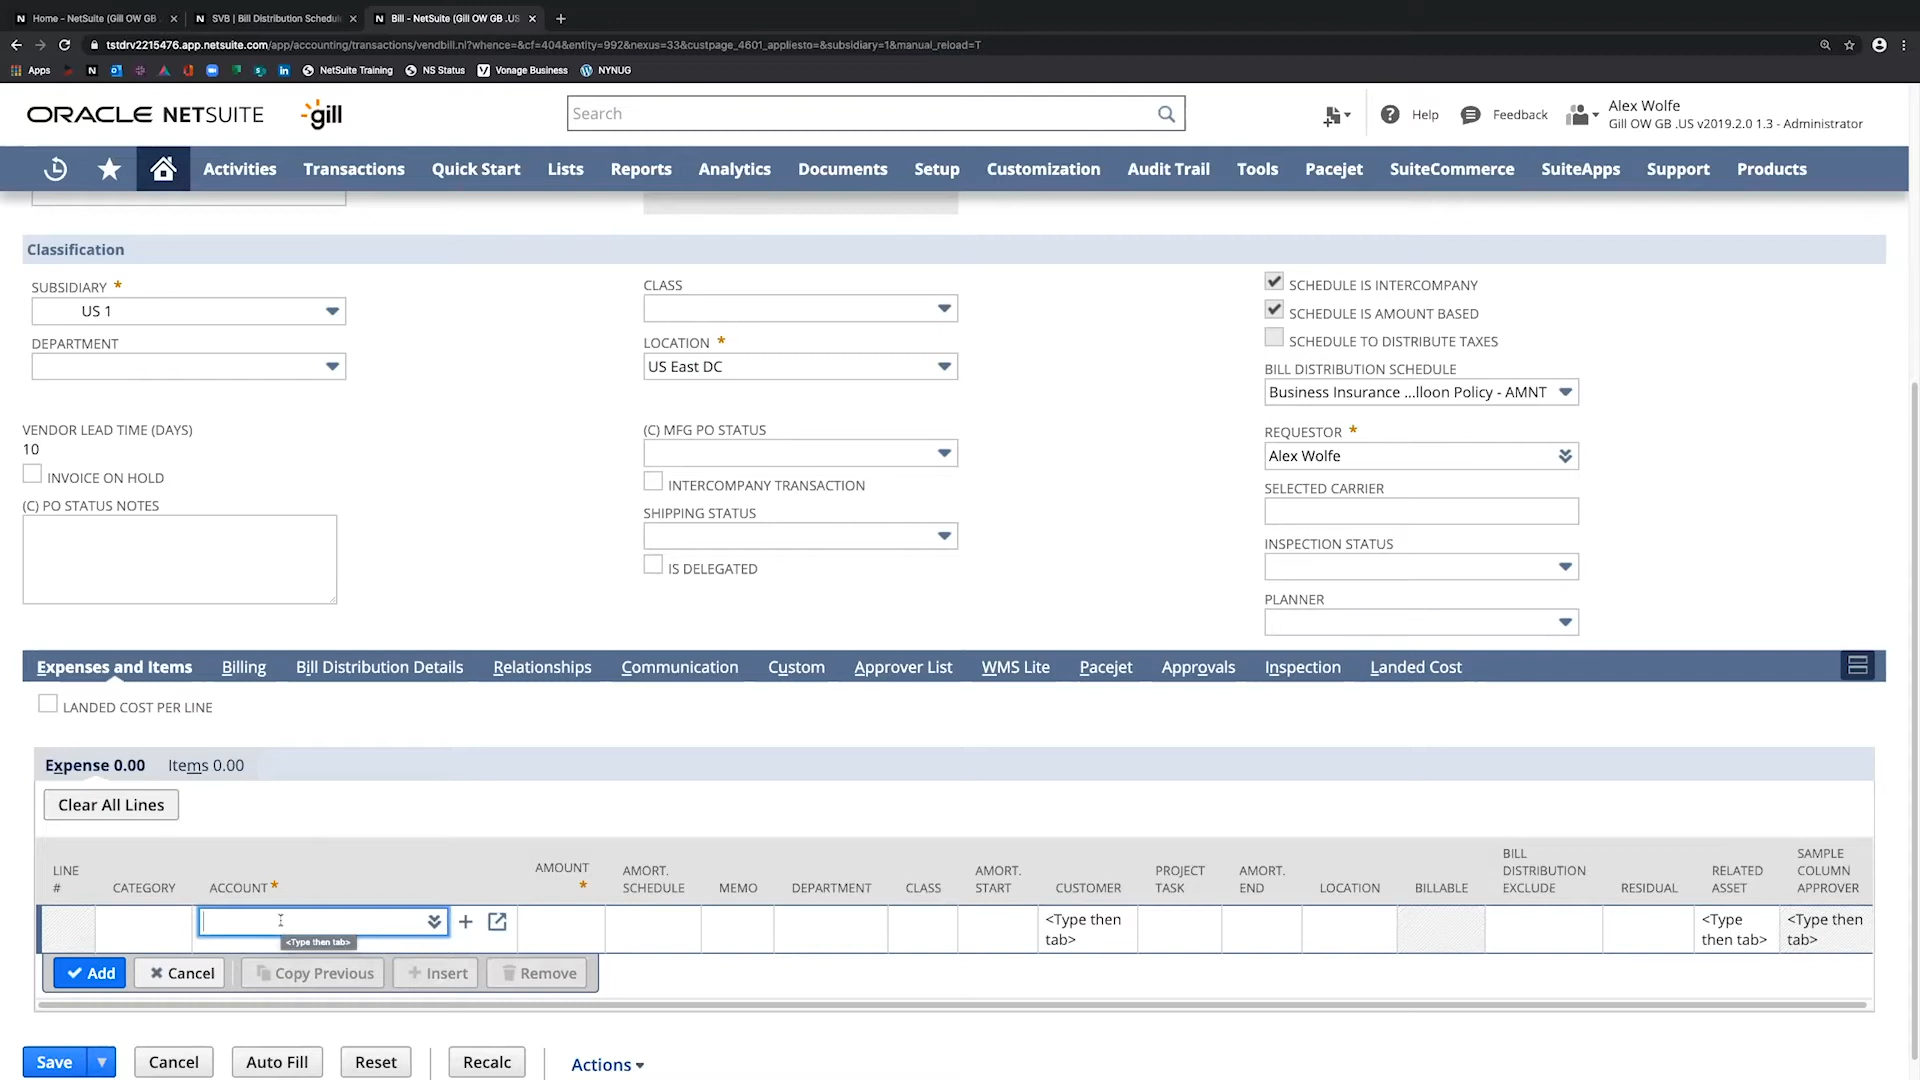 Home - NetSuite (Gill OW GB .
SVB | Bill Distribution Schedul
Bill - NetSuite (Gill OW GB .US
tstdrv2215476.app.netsuite.com/app/accounting/transactions/vendbill.nl?whence=&cf=404&entity=992&nexus=33&custpage_4601_appliesto=&subsidiary=1&manual_reload=T
Apps
NetSuite Training
NS Status
Vonage Business
NYNUG
ORACLE NETSUITE
gill
Search
Help
Feedback
Alex Wolfe
Gill OW GB .US v2019.2.0 1.3 - Administrator
Activities
Transactions
Quick Start
Lists
Reports
Analytics
Documents
Setup
Customization
Audit Trail
Tools
Pacejet
SuiteCommerce
SuiteApps
Support
Products
Classification
SUBSIDIARY *
US 1
DEPARTMENT
VENDOR LEAD TIME (DAYS)
10
INVOICE ON HOLD
(C) PO STATUS NOTES
CLASS
LOCATION *
US East DC
(C) MFG PO STATUS
INTERCOMPANY TRANSACTION
SHIPPING STATUS
IS DELEGATED
SCHEDULE IS INTERCOMPANY
SCHEDULE IS AMOUNT BASED
SCHEDULE TO DISTRIBUTE TAXES
BILL DISTRIBUTION SCHEDULE
Business Insurance ...lloon Policy - AMNT
REQUESTOR *
Alex Wolfe
SELECTED CARRIER
INSPECTION STATUS
PLANNER
Expenses and Items
Billing
Bill Distribution Details
Relationships
Communication
Custom
Approver List
WMS Lite
Pacejet
Approvals
Inspection
Landed Cost
LANDED COST PER LINE
Expense 0.00
Items 0.00
Clear All Lines
LINE
#
CATEGORY
ACCOUNT *
AMOUNT
*
AMORT.
SCHEDULE
MEMO
DEPARTMENT
CLASS
AMORT.
START
CUSTOMER
PROJECT
TASK
AMORT.
END
LOCATION
BILLABLE
BILL
DISTRIBUTION
EXCLUDE
RESIDUAL
RELATED
ASSET
SAMPLE
COLUMN
APPROVER
<Type then tab>
<Type then
tab>
<Type
then tab>
<Type then
tab>
Add
Cancel
Copy Previous
Insert
Remove
Save
Cancel
Auto Fill
Reset
Recalc
Actions